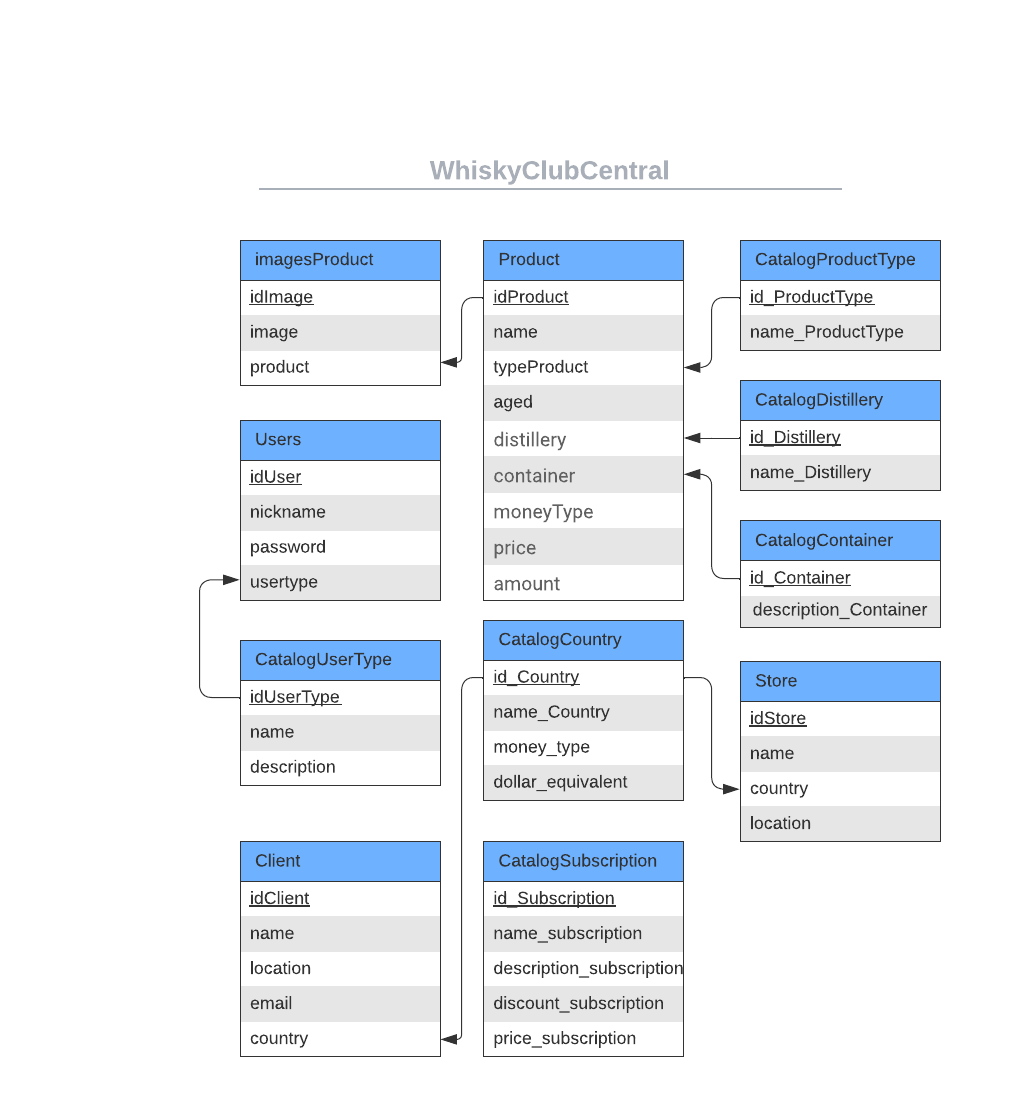 WhiskyClubCentral
imagesProduct
idImage
image
product
Product
idProduct
name
typeProduct
aged
distillery
container
moneyType
price
amount
CatalogProductType
id_ProductType
name_ProductType
CatalogDistillery
id_Distillery
name_Distillery
CatalogContainer
id_Container
description_Container
Users
idUser
nickname
password
usertype
CatalogUserType
idUserType
name
description
CatalogCountry
id_Country
name_Country
money_type
dollar_equivalent
Store
idStore
name
country
location
Client
idClient
name
location
email
country
CatalogSubscription
id_Subscription
name_subscription
description_subscription
discount_subscription
price_subscription